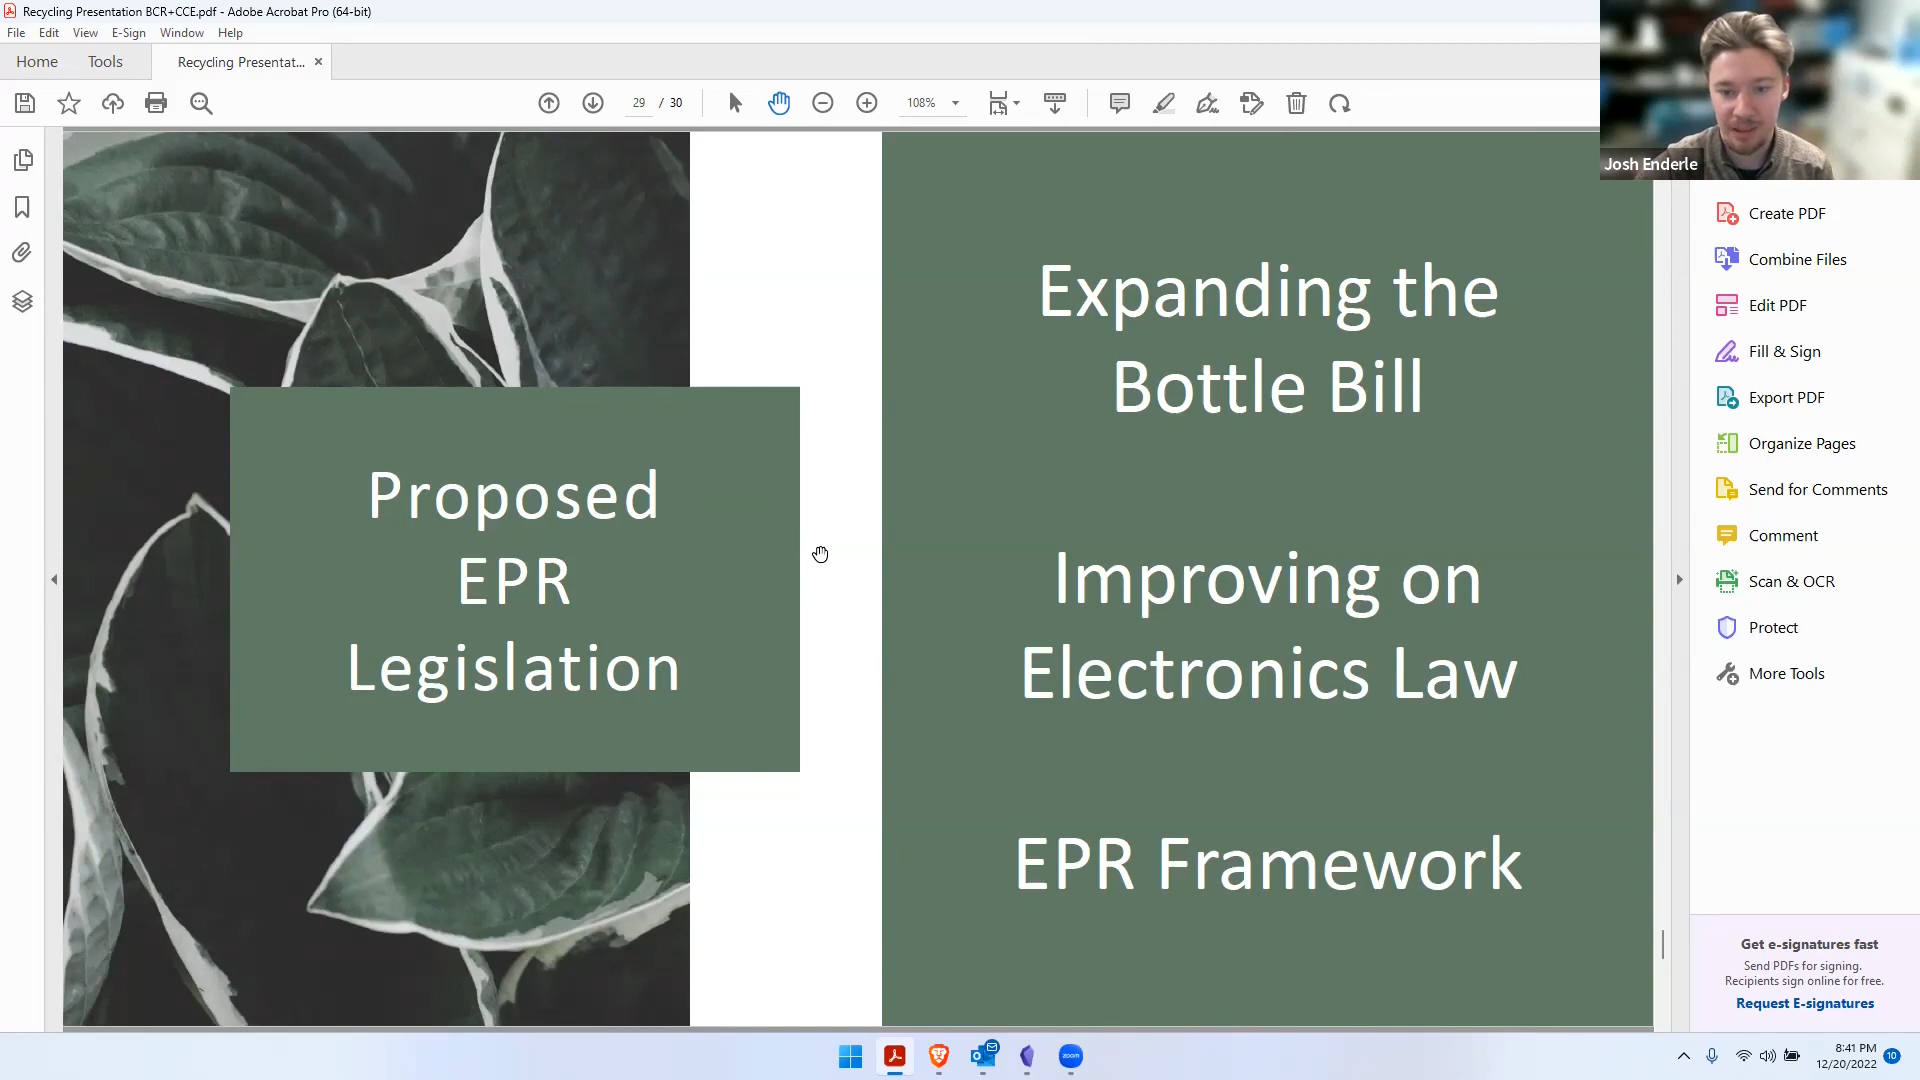 Recycling Presentation BCR+CCE.pdf - Adobe Acrobat Pro (64-bit)
File Edit View E-Sign Window Help
Home Tools Recycling Presentat... ×
29 / 30 108%
Josh Enderle
Proposed
EPR
Legislation
Expanding the
Bottle Bill
Improving on
Electronics Law
EPR Framework
Create PDF
Combine Files
Edit PDF
Fill & Sign
Export PDF
Organize Pages
Send for Comments
Comment
Scan & OCR
Protect
More Tools
Get e-signatures fast
Send PDFs for signing.
Recipients sign online for free.
Request E-signatures
zoom
8:41 PM
12/20/2022
10